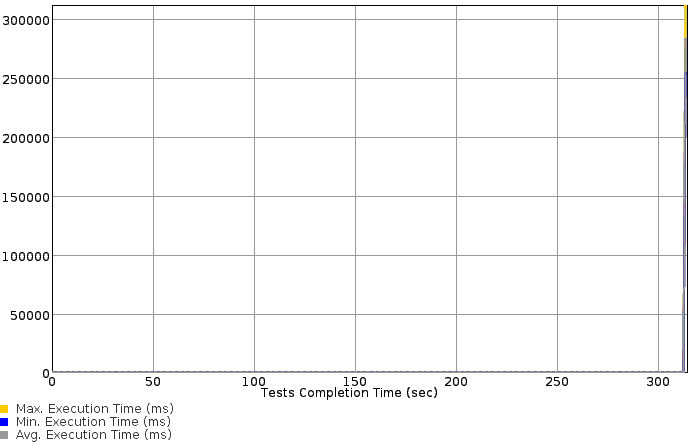 300000
250000
200000
150000
100000
50000
0
0 50 100 150 200 250 300
Tests Completion Time (sec)
Max. Execution Time (ms)
Min. Execution Time (ms)
Avg. Execution Time (ms)